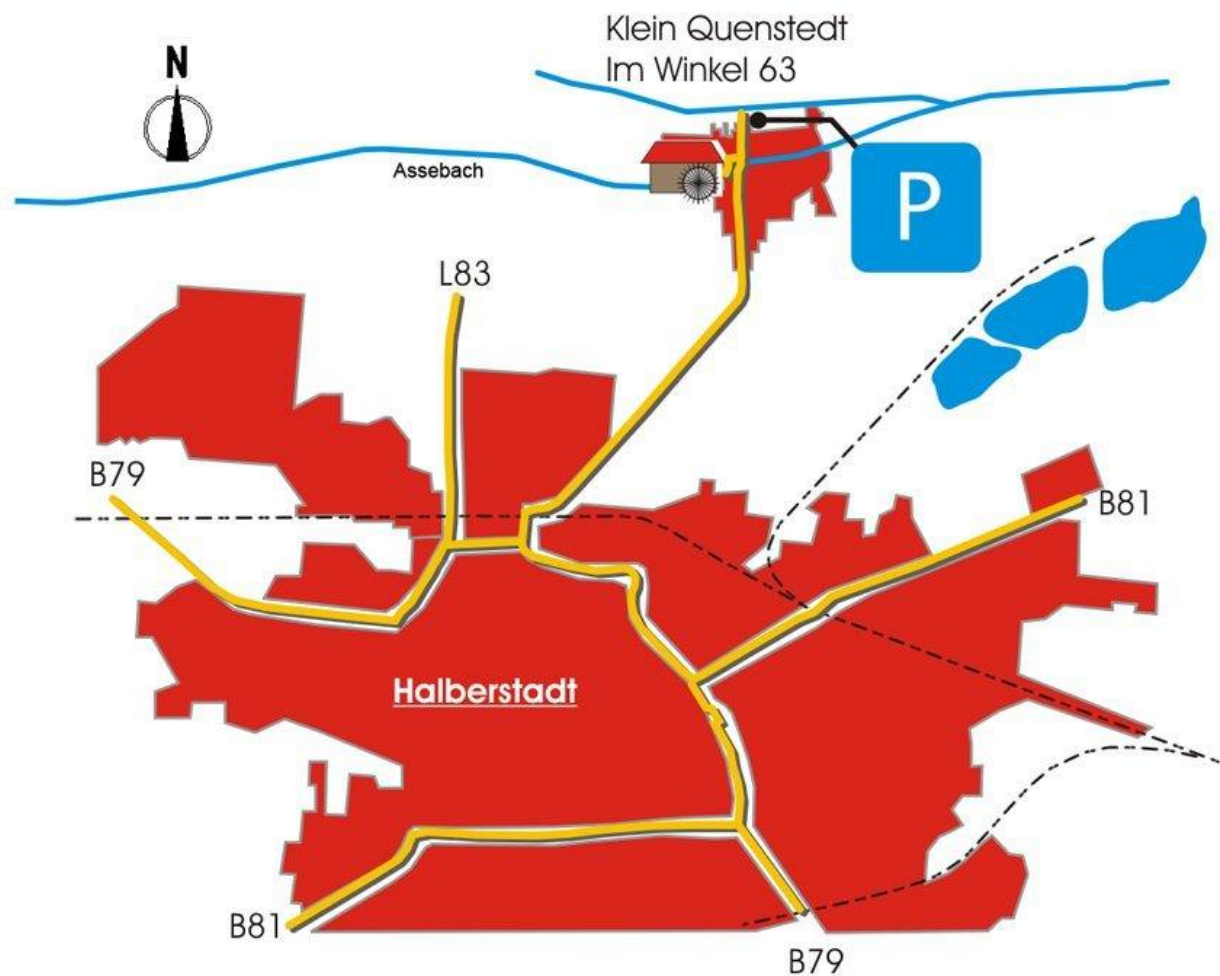 Klein Quenstedt
Im Winkel 63
N
Assebach
P
L83
B79
B81
Halberstadt
B81
B79